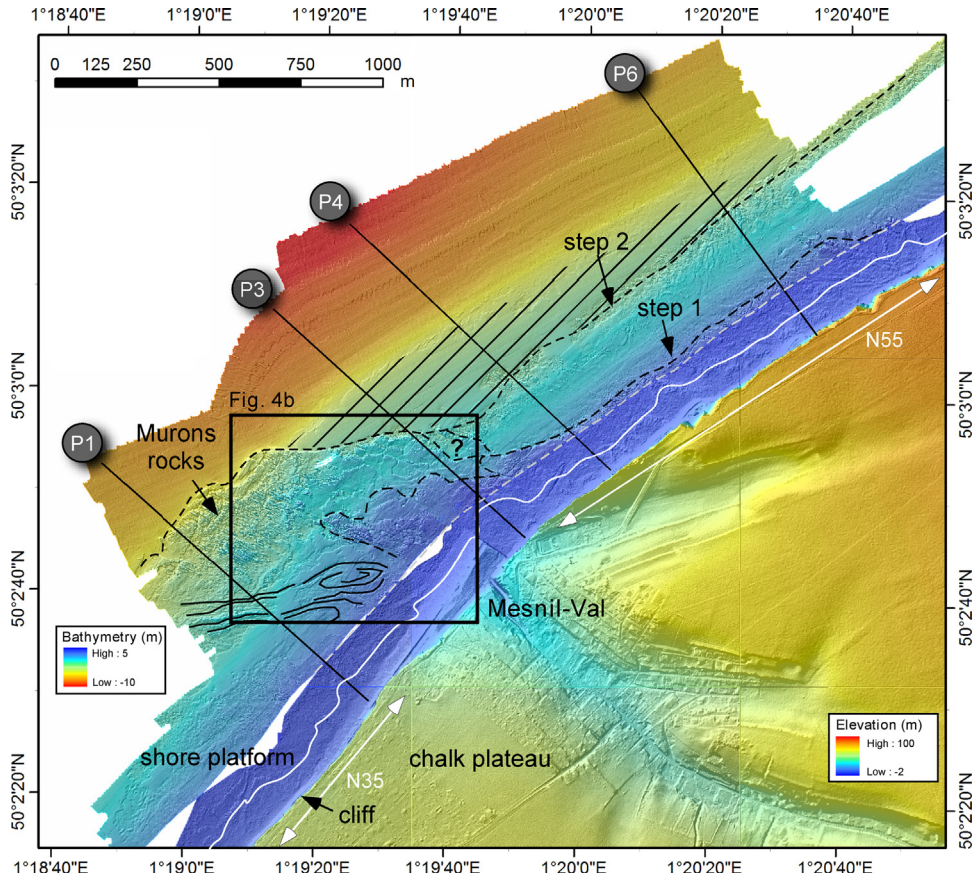 1°18'40"E 1°19'0"E 1°19'20"E 1°19'40"E 1°20'0"E 1°20'20"E 1°20'40"E
0 125 250 500 750 1000
m
P6
50°3'20"N
50°3'20"N
P4
step 2
P3
step 1
N55
50°3'0"N
50°3'0"N
Fig. 4b
P1
Murons
rocks
?
50°2'40"N
50°2'40"N
Mesnil-Val
Bathymetry (m)
High : 5
Low : -10
Elevation (m)
High : 100
Low : -2
shore platform
chalk plateau
N35
cliff
50°2'20"N
50°2'20"N
1°18'40"E 1°19'0"E 1°19'20"E 1°19'40"E 1°20'0"E 1°20'20"E 1°20'40"E